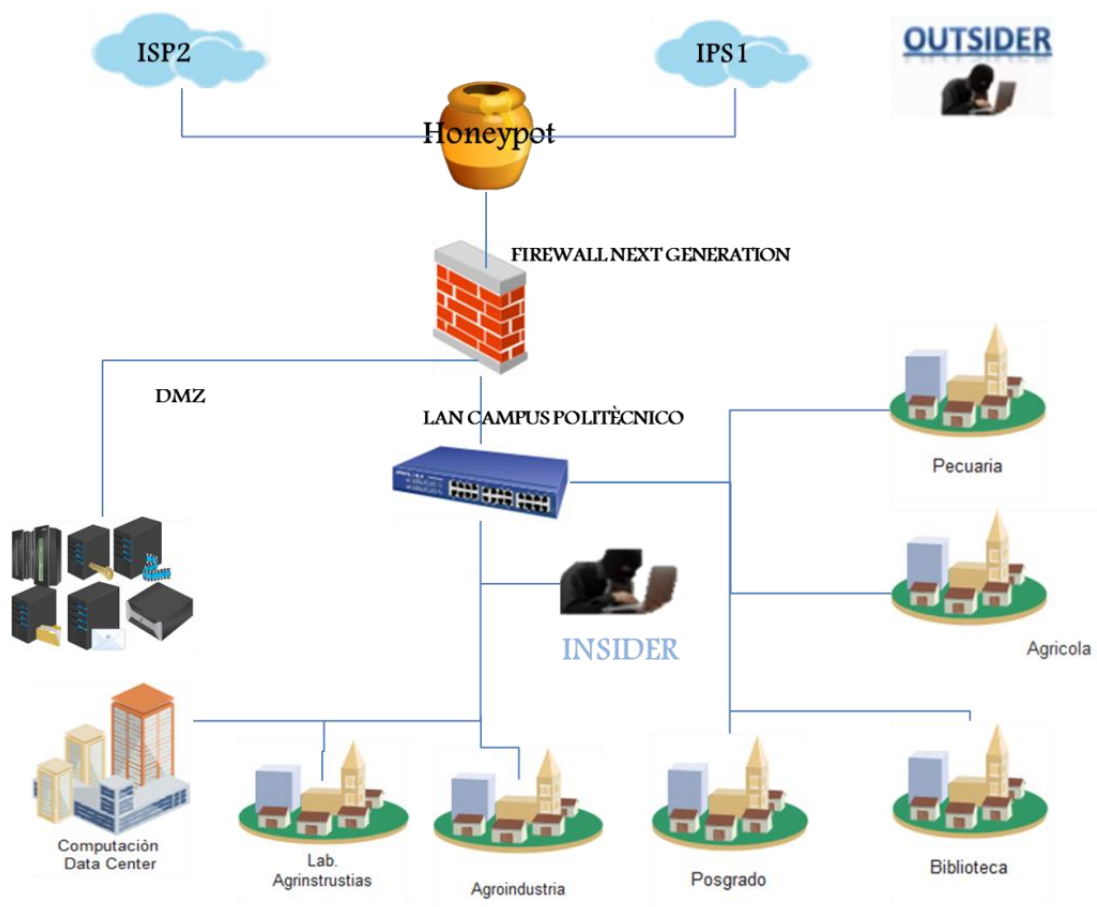 ISP2
IPS1
OUTSIDER
Honeypot
FIREWALL NEXT GENERATION
DMZ
LAN CAMPUS POLITÈCNICO
Pecuaria
INSIDER
Agricola
Computaciòn
Data Center
Lab.
Agrinstrustias
Agroindustria
Posgrado
Biblioteca